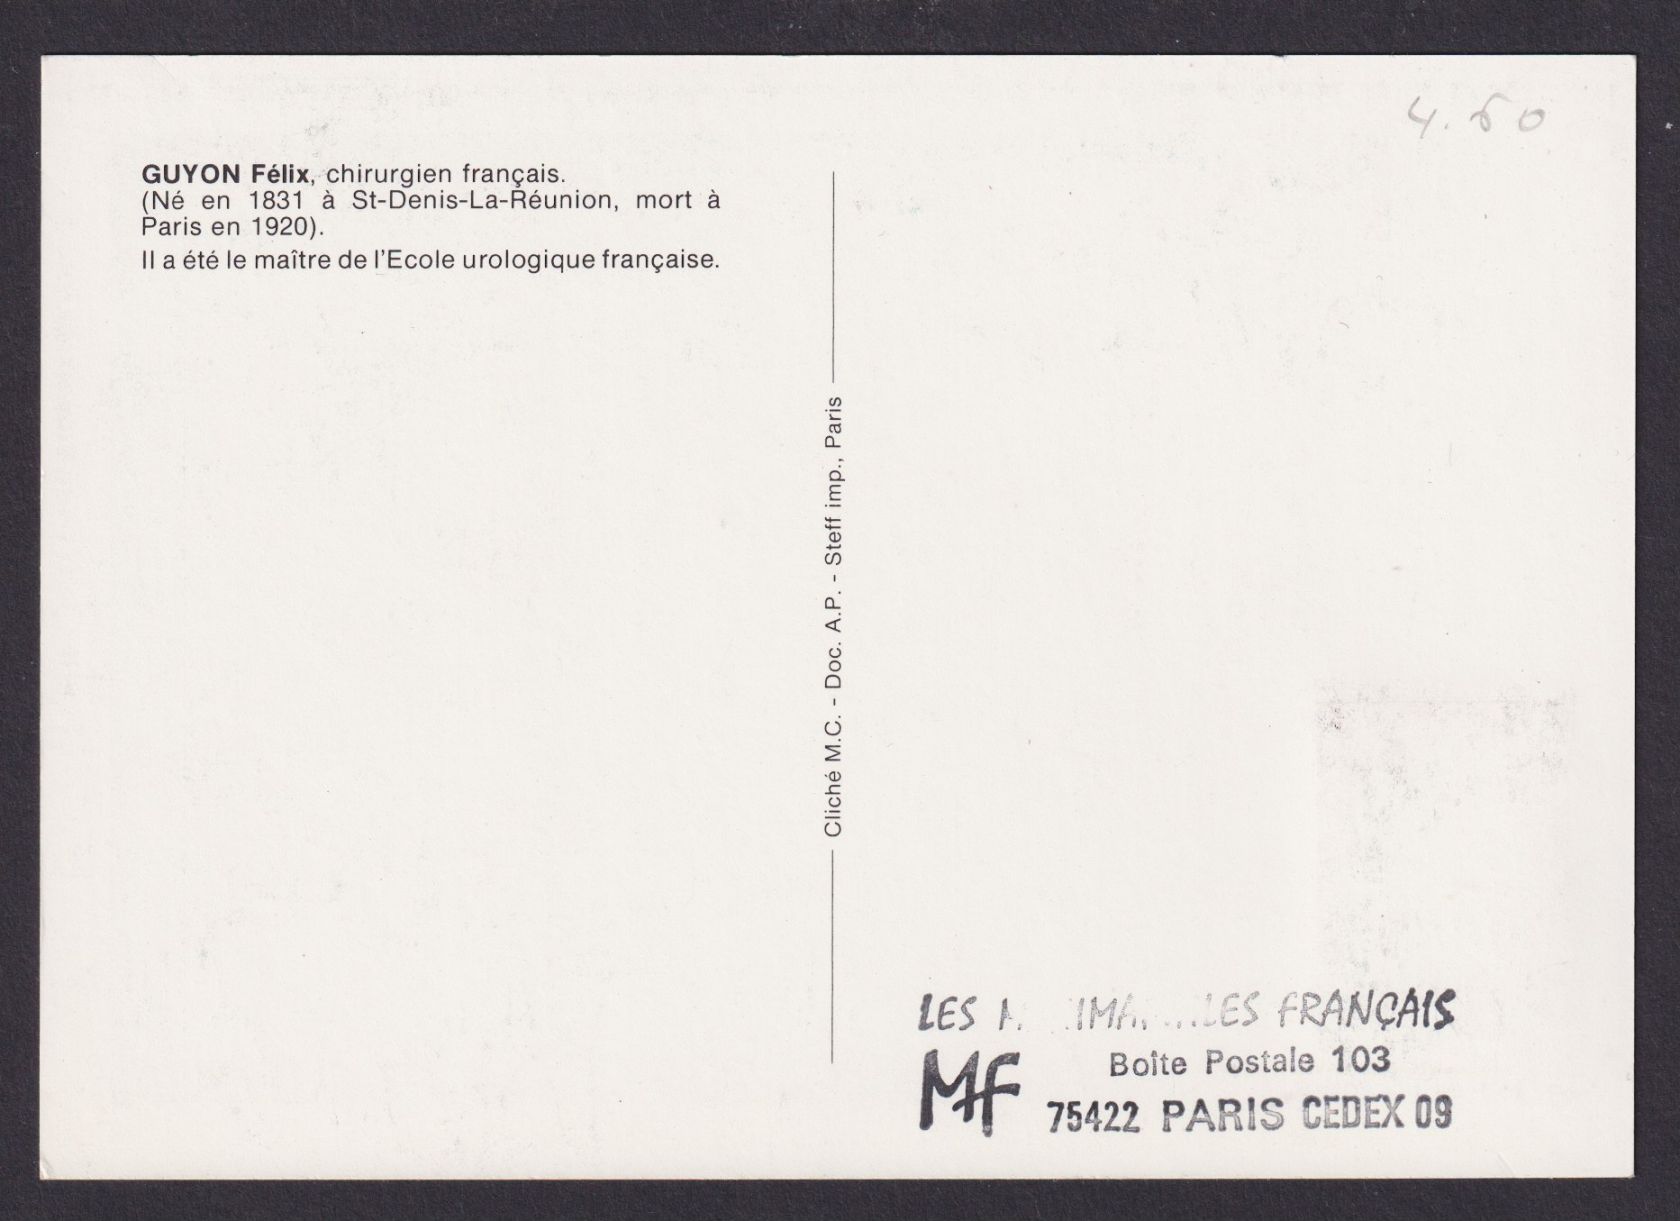 4.50
GUYON Félix, chirurgien français.
(Né en 1831 à St-Denis-La-Réunion, mort à
Paris en 1920).
Il a été le maître de l'Ecole urologique française.
Cliché M.C. - Doc. A.P. - Steff imp., Paris
LES FRANÇAIS
MF
Boîte Postale 103
75422 PARIS CEDEX 09